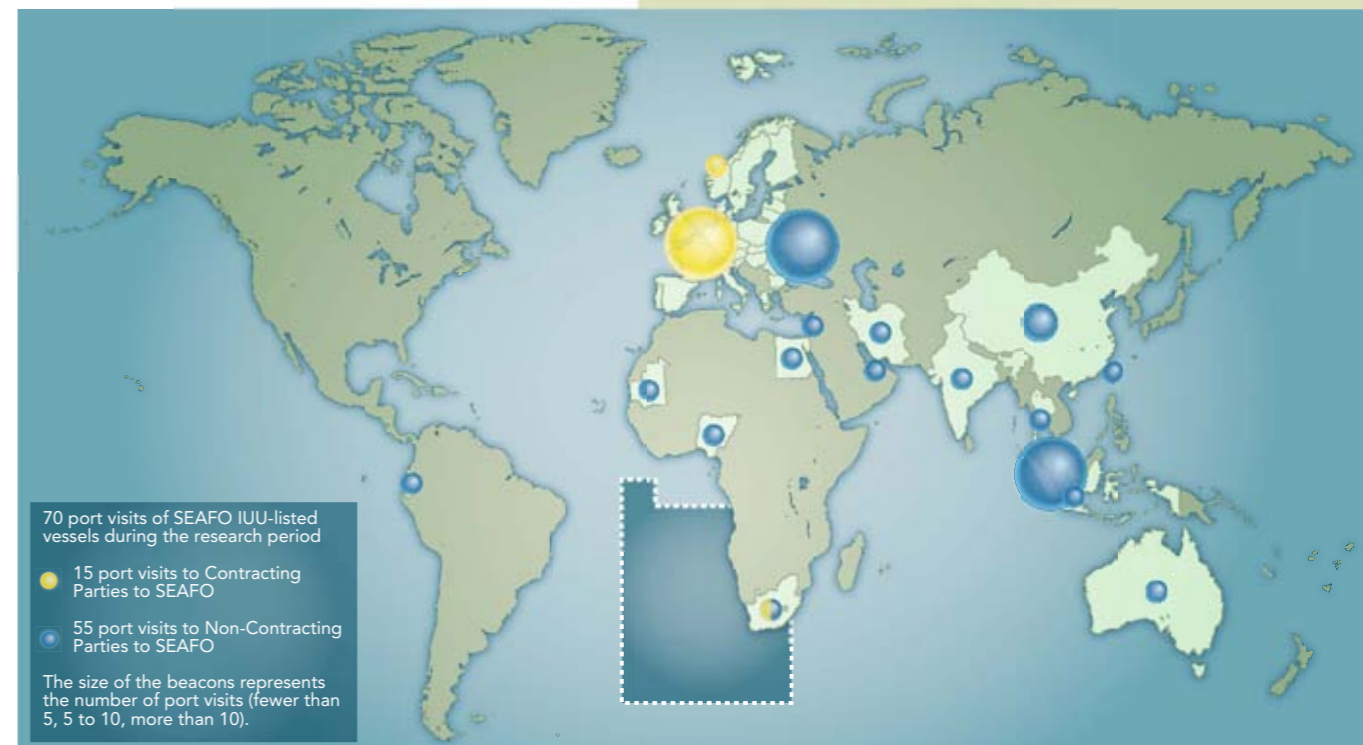 70 port visits of SEAFO IUU-listed
vessels during the research period
15 port visits to Contracting
Parties to SEAFO
55 port visits to Non-Contracting
Parties to SEAFO
The size of the beacons represents
the number of port visits (fewer than
5, 5 to 10, more than 10).